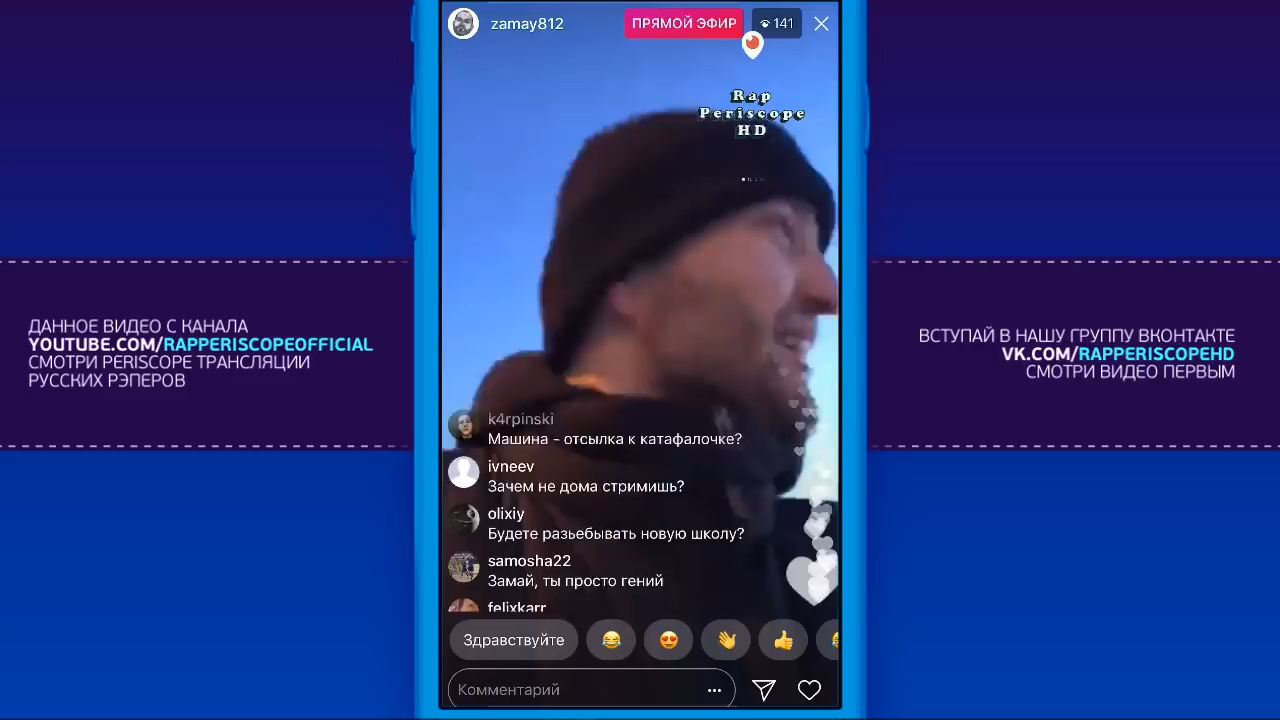 zamay812
ПРЯМОЙ ЭФИР
141
Rap
Periscope
HD
ДАННОЕ ВИДЕО С КАНАЛА
YOUTUBE.COM/RAPPERISCOPEOFFICIAL
СМОТРИ PERISCOPE ТРАНСЛЯЦИИ
РУССКИХ РЭПЕРОВ
ВСТУПАЙ В НАШУ ГРУППУ ВКОНТАКТЕ
VK.COM/RAPPERISCOPEHD
СМОТРИ ВИДЕО ПЕРВЫМ
k4rpinski
Машина - отсылка к катафалочке?
ivneev
Зачем не дома стримишь?
olixiy
Будете разьебывать новую школу?
samosha22
Замай, ты просто гений
felixkarr
Здравствуйте
Комментарий